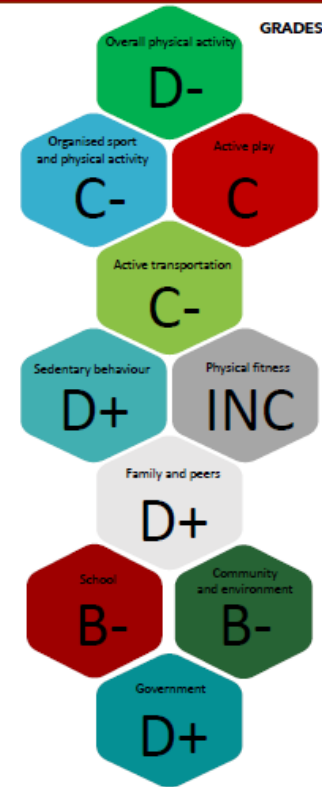 GRADES
Overall physical activity
D-
Organised sport
and physical activity
C-
Active play
C
Active transportation
C-
Sedentary behaviour
D+
Physical fitness
INC
Family and peers
D+
School
B-
Community
and environment
B-
Government
D+